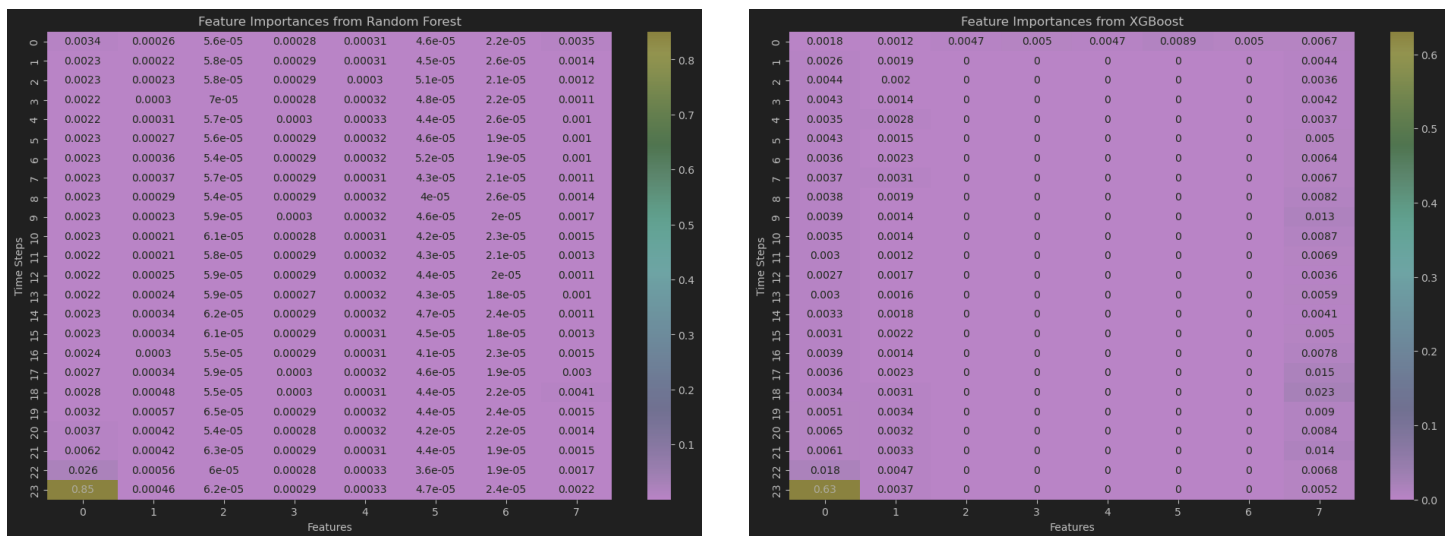 Feature Importances from Random Forest
0 0.0034 0.00026 5.6e-05 0.00028 0.00031 4.6e-05 2.2e-05 0.0035
1 0.0023 0.00022 5.8e-05 0.00029 0.00031 4.5e-05 2.6e-05 0.0014
2 0.0023 0.00023 5.8e-05 0.00029 0.0003 5.1e-05 2.1e-05 0.0012
3 0.0022 0.0003 7e-05 0.00028 0.00032 4.8e-05 2.2e-05 0.0011
4 0.0022 0.00031 5.7e-05 0.0003 0.00033 4.4e-05 2.6e-05 0.001
5 0.0023 0.00027 5.6e-05 0.00029 0.00032 4.6e-05 1.9e-05 0.001
6 0.0023 0.00036 5.4e-05 0.00029 0.00032 5.2e-05 1.9e-05 0.001
7 0.0023 0.00037 5.7e-05 0.00029 0.00031 4.3e-05 2.1e-05 0.0011
8 0.0023 0.00029 5.4e-05 0.00029 0.00032 4e-05 2.6e-05 0.0014
9 0.0023 0.00023 5.9e-05 0.0003 0.00032 4.6e-05 2e-05 0.0017
10 0.0023 0.00021 6.1e-05 0.00028 0.00031 4.2e-05 2.3e-05 0.0015
11 0.0022 0.00021 5.8e-05 0.00029 0.00032 4.3e-05 2.1e-05 0.0013
12 0.0022 0.00025 5.9e-05 0.00029 0.00032 4.4e-05 2e-05 0.0011
13 0.0022 0.00024 5.9e-05 0.00027 0.00032 4.3e-05 1.8e-05 0.001
14 0.0023 0.00034 6.2e-05 0.00029 0.00032 4.7e-05 2.4e-05 0.0011
15 0.0023 0.00034 6.1e-05 0.00029 0.00031 4.5e-05 1.8e-05 0.0013
16 0.0024 0.0003 5.5e-05 0.00029 0.00031 4.1e-05 2.3e-05 0.0015
17 0.0027 0.00034 5.9e-05 0.0003 0.00032 4.6e-05 1.9e-05 0.003
18 0.0028 0.00048 5.5e-05 0.0003 0.00031 4.4e-05 2.2e-05 0.0041
19 0.0032 0.00057 6.5e-05 0.00029 0.00032 4.4e-05 2.4e-05 0.0015
20 0.0037 0.00042 5.4e-05 0.00028 0.00032 4.2e-05 2.2e-05 0.0014
21 0.0062 0.00042 6.3e-05 0.00029 0.00031 4.4e-05 1.9e-05 0.0015
22 0.026 0.00056 6e-05 0.00028 0.00033 3.6e-05 1.9e-05 0.0017
23 0.85 0.00046 6.2e-05 0.00029 0.00033 4.7e-05 2.4e-05 0.0022
0 1 2 3 4 5 6 7
Features
Time Steps
0.8
0.7
0.6
0.5
0.4
0.3
0.2
0.1
Feature Importances from XGBoost
0 0.0018 0.0012 0.0047 0.005 0.0047 0.0089 0.005 0.0067
1 0.0026 0.0019 0 0 0 0 0 0.0044
2 0.0044 0.002 0 0 0 0 0 0.0036
3 0.0043 0.0014 0 0 0 0 0 0.0042
4 0.0035 0.0028 0 0 0 0 0 0.0037
5 0.0043 0.0015 0 0 0 0 0 0.005
6 0.0036 0.0023 0 0 0 0 0 0.0064
7 0.0037 0.0031 0 0 0 0 0 0.0067
8 0.0038 0.0019 0 0 0 0 0 0.0082
9 0.0039 0.0014 0 0 0 0 0 0.013
10 0.0035 0.0014 0 0 0 0 0 0.0087
11 0.003 0.0012 0 0 0 0 0 0.0069
12 0.0027 0.0017 0 0 0 0 0 0.0036
13 0.003 0.0016 0 0 0 0 0 0.0059
14 0.0033 0.0018 0 0 0 0 0 0.0041
15 0.0031 0.0022 0 0 0 0 0 0.005
16 0.0039 0.0014 0 0 0 0 0 0.0078
17 0.0036 0.0023 0 0 0 0 0 0.015
18 0.0034 0.0031 0 0 0 0 0 0.023
19 0.0051 0.0034 0 0 0 0 0 0.009
20 0.0065 0.0032 0 0 0 0 0 0.0084
21 0.0061 0.0033 0 0 0 0 0 0.014
22 0.018 0.0047 0 0 0 0 0 0.0068
23 0.63 0.0037 0 0 0 0 0 0.0052
0 1 2 3 4 5 6 7
Features
Time Steps
0.6
0.5
0.4
0.3
0.2
0.1
0.0